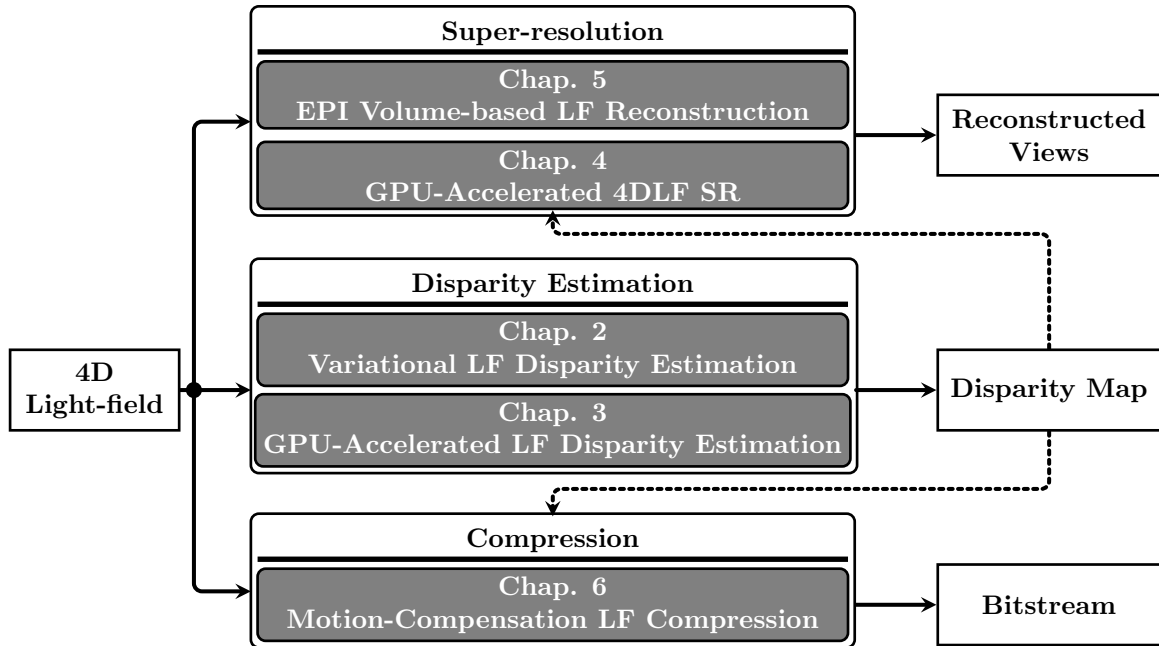 Super-resolution
Chap. 5
EPI Volume-based LF Reconstruction
Chap. 4
GPU-Accelerated 4DLF SR
Reconstructed
Views
Disparity Estimation
Chap. 2
Variational LF Disparity Estimation
Chap. 3
GPU-Accelerated LF Disparity Estimation
4D
Light-field
Disparity Map
Compression
Chap. 6
Motion-Compensation LF Compression
Bitstream